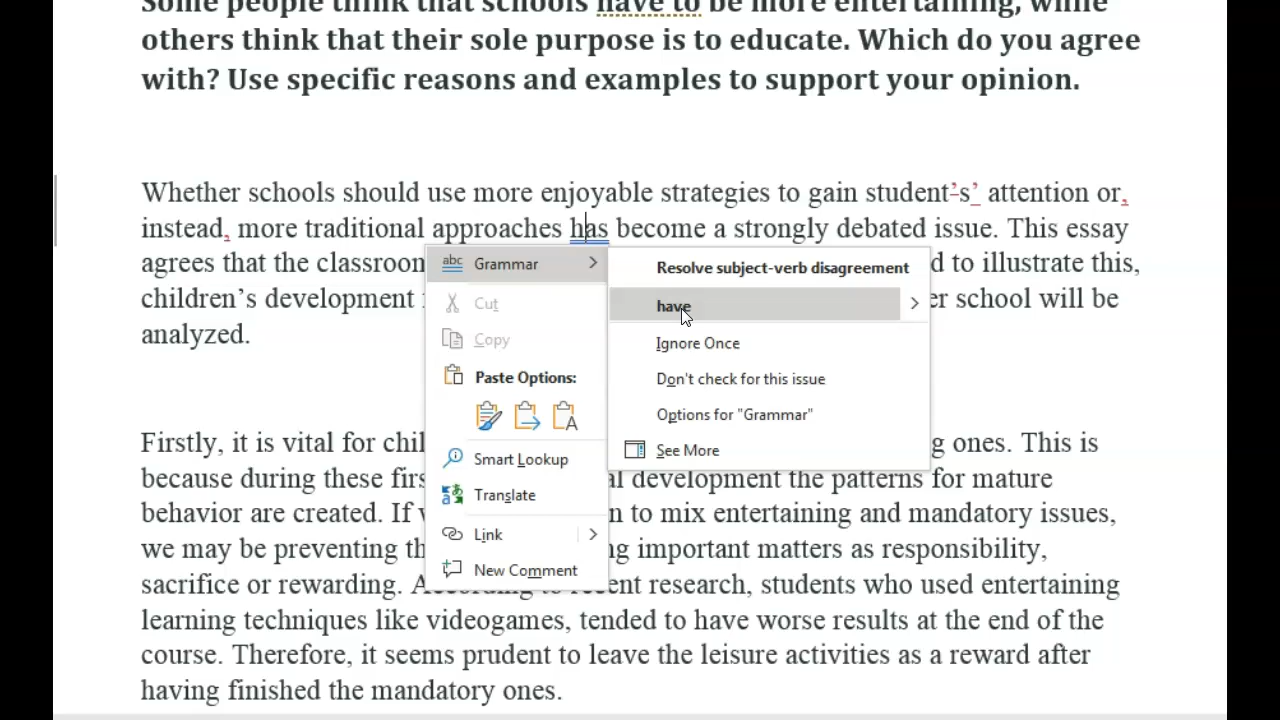 Some people think that schools have to be more entertaining, while
others think that their sole purpose is to educate. Which do you agree
with? Use specific reasons and examples to support your opinion.
Whether schools should use more enjoyable strategies to gain student's' attention or,
instead, more traditional approaches has become a strongly debated issue. This essay
agrees that the classroom d to illustrate this,
children's development er school will be
analyzed.
abc Grammar
Cut
Copy
Paste Options:
Smart Lookup
Translate
Link
New Comment
Resolve subject-verb disagreement
have
Ignore Once
Don't check for this issue
Options for "Grammar"
See More
Firstly, it is vital for chil g ones. This is
because during these firs al development the patterns for mature
behavior are created. If n to mix entertaining and mandatory issues,
we may be preventing th ng important matters as responsibility,
sacrifice or rewarding. According to recent research, students who used entertaining
learning techniques like videogames, tended to have worse results at the end of the
course. Therefore, it seems prudent to leave the leisure activities as a reward after
having finished the mandatory ones.